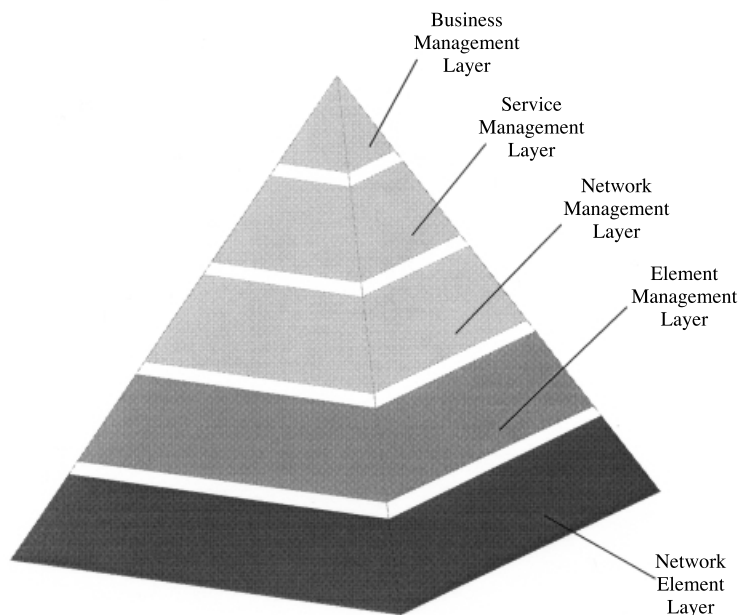 Business
Management
Layer
Service
Management
Layer
Network
Management
Layer
Element
Management
Layer
Network
Element
Layer